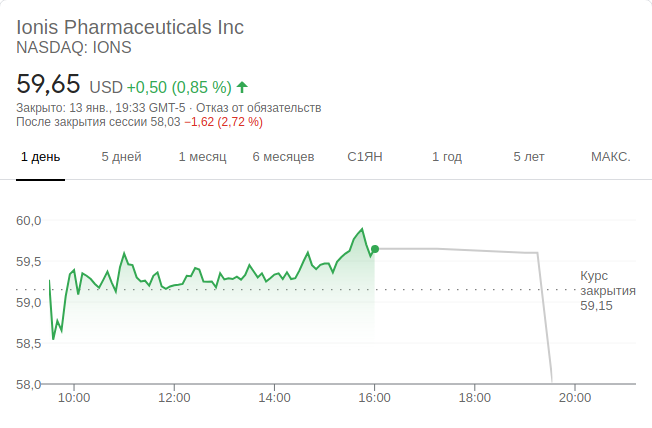 Ionis Pharmaceuticals Inc
NASDAQ: IONS
59,65 USD +0,50 (0,85 %)
Закрыто: 13 янв., 19:33 GMT-5 · Отказ от обязательств
После закрытия сессии 58,03 −1,62 (2,72 %)
1 день 5 дней 1 месяц 6 месяцев С1ЯН 1 год 5 лет МАКС.
60,0
59,5
59,0
58,5
58,0
Курс
закрытия
59,15
10:00 12:00 14:00 16:00 18:00 20:00